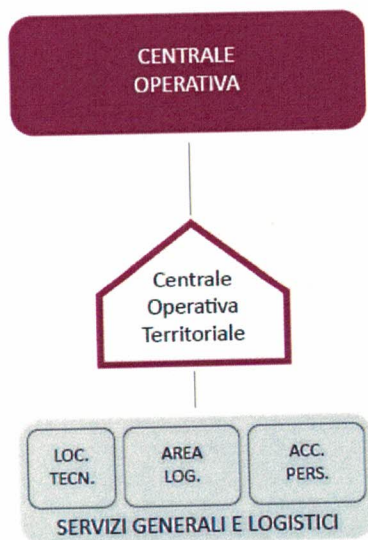 CENTRALE
OPERATIVA
Centrale
Operativa
Territoriale
LOC.
TECN.
AREA
LOG.
ACC.
PERS.
SERVIZI GENERALI E LOGISTICI